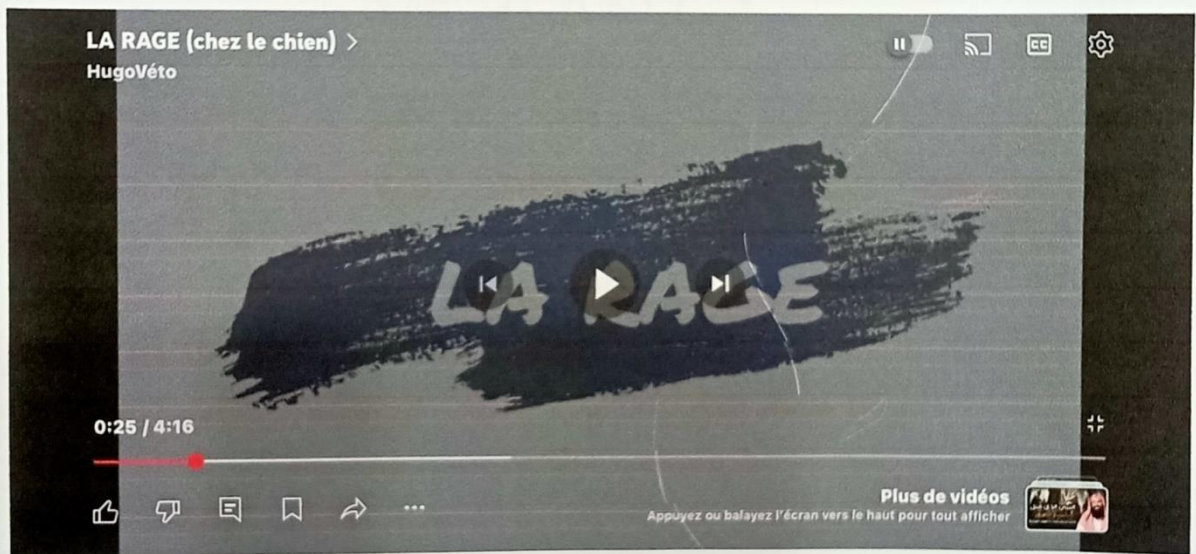 LA RAGE (chez le chien)
HugoVéto
CC
LA RAGE
0:25 / 4:16
Plus de vidéos
Appuyez ou balayez l'écran vers le haut pour tout afficher